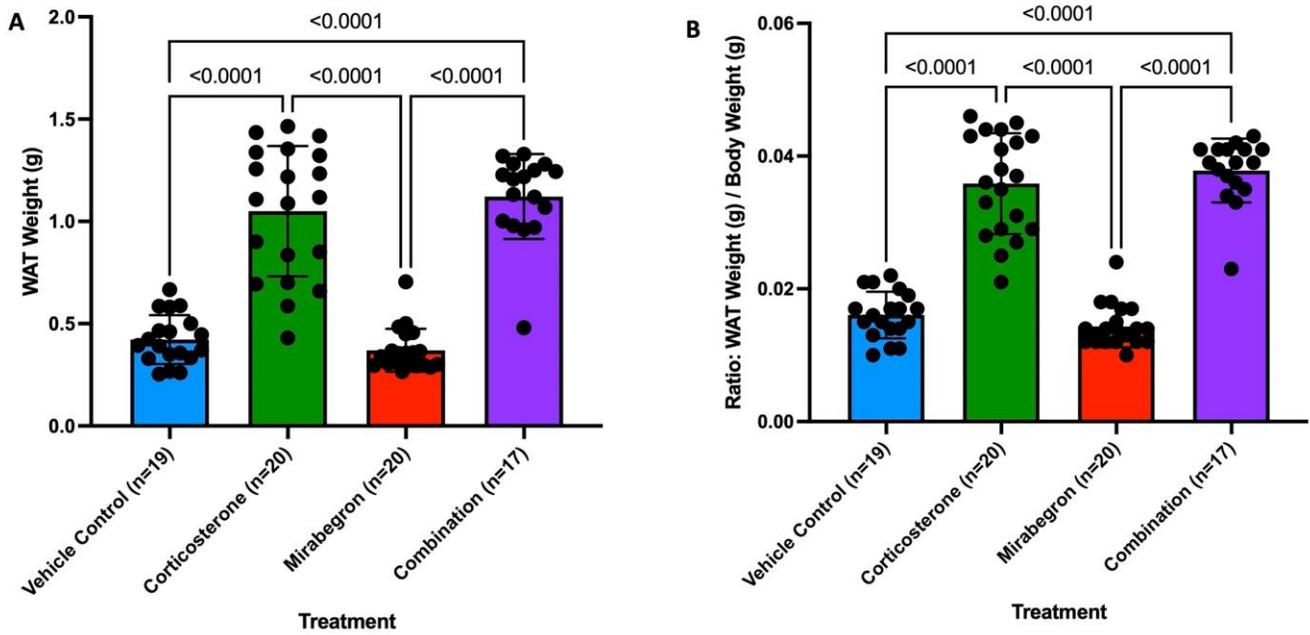 A
WAT Weight (g)
2.0
1.5
1.0
0.5
0.0
<0.0001
<0.0001
<0.0001
<0.0001
Vehicle Control (n=19)
Corticosterone (n=20)
Mirabegron (n=20)
Combination (n=17)
Treatment
B
Ratio: WAT Weight (g) / Body Weight (g)
0.06
0.04
0.02
0.00
<0.0001
<0.0001
<0.0001
<0.0001
Vehicle Control (n=19)
Corticosterone (n=20)
Mirabegron (n=20)
Combination (n=17)
Treatment